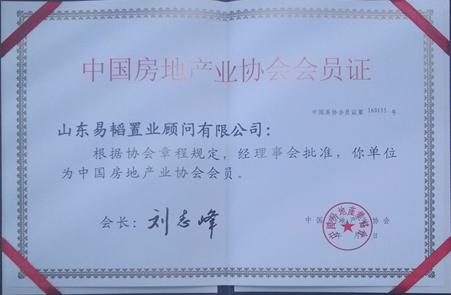 中国房地产业协会会员证
中国房协会员证第 160155 号
山东易韬置业顾问有限公司：
根据协会章程规定，经理事会批准，你单位
为中国房地产业协会会员。
会长：刘志峰
中国房地产业协会